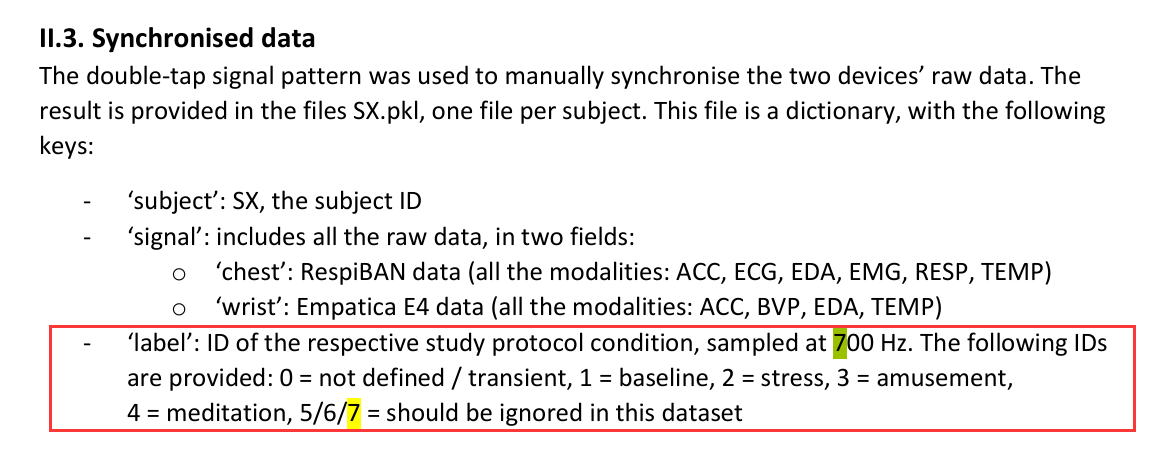 II.3. Synchronised data
The double-tap signal pattern was used to manually synchronise the two devices’ raw data. The
result is provided in the files SX.pkl, one file per subject. This file is a dictionary, with the following
keys:
- ‘subject’: SX, the subject ID
- ‘signal’: includes all the raw data, in two fields:
o ‘chest’: RespiBAN data (all the modalities: ACC, ECG, EDA, EMG, RESP, TEMP)
o ‘wrist’: Empatica E4 data (all the modalities: ACC, BVP, EDA, TEMP)
- ‘label’: ID of the respective study protocol condition, sampled at 700 Hz. The following IDs
are provided: 0 = not defined / transient, 1 = baseline, 2 = stress, 3 = amusement,
4 = meditation, 5/6/7 = should be ignored in this dataset